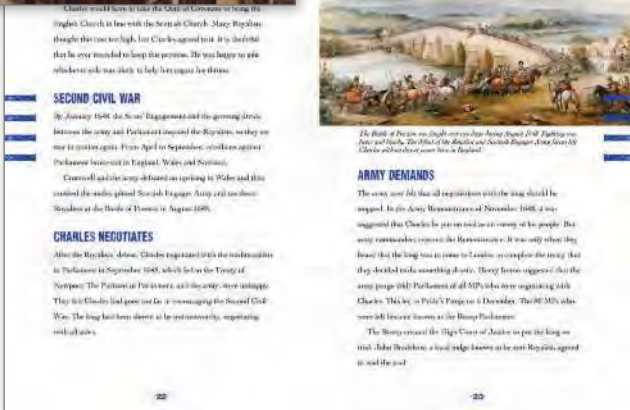 Charles would have to take the Oath of Covenant to bring the
English Church in line with the Scottish Church. Many Royalists
thought this cost too high, but Charles agreed to it. It is doubtful
that he ever intended to keep this promise. He was happy to join
whichever side was likely to help him regain his throne.
SECOND CIVIL WAR
By January 1648, the Scots' Engagement and the growing divide
between the army and Parliament inspired the Royalists, so they
war in motion again. From April to September, rebellions against
Parliament broke out in England, Wales and Scotland.
Cromwell and the army defeated an uprising in Wales and then
crushed the under-gunned Scottish Engager Army and northern
Royalists at the Battle of Preston in August 1648.
CHARLES NEGOTIATES
After the Royalists' defeat, Charles negotiated with the
in Parliament in September 1648, which led to the Treaty of
Newport. The Puritans in Parliament, and the army, were unhappy.
They felt Charles had gone too far in encouraging the Second Civil
War. The king had been shown to be untrustworthy, negotiating
with all sides.
22
The Battle of Preston was fought over two days during August 1648. Fighting was
fierce and bloody. The defeat of the Royalist and Scottish Engager Army forces left
Charles without
ARMY DEMANDS
The army now felt that all negotiations with the king should be
stopped. In the Army Remonstrance of November 1648, it was
suggested that Charles be put on trial as an enemy of his people. But
army commanders opposed the Remonstrance. It was only when they
heard that the king was to come to London to complete the treaty that
they decided to do something drastic. Henry Ireton suggested that the
army purge (rid) Parliament of all MPs who were negotiating with
Charles. This led to Pride's Purge on 6 December. The MPs who
were left became known as the Rump Parliament.
The Rump created the High Court of Justice to put the king on
trial. John Bradshaw, a local judge known to be anti-Royalist, agreed
to lead the trial.
23